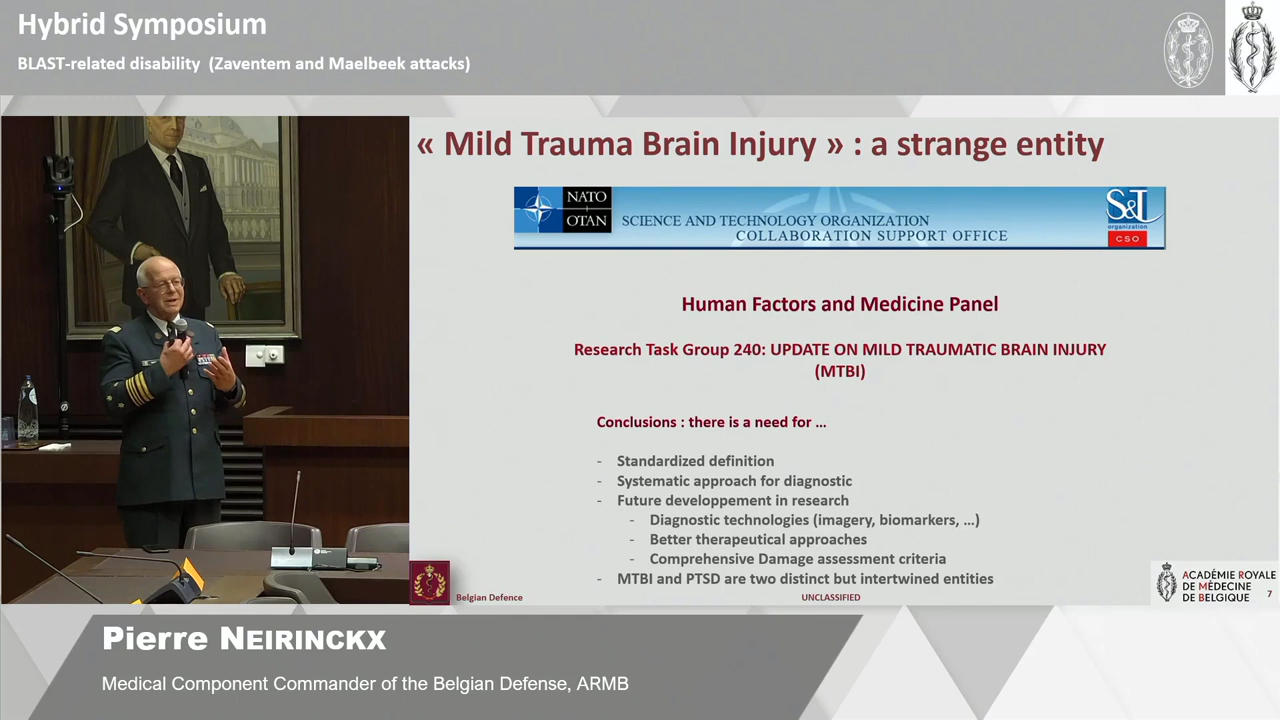 Hybrid Symposium
BLAST-related disability (Zaventem and Maelbeek attacks)
« Mild Trauma Brain Injury » : a strange entity
NATO
OTAN
SCIENCE AND TECHNOLOGY ORGANIZATION
COLLABORATION SUPPORT OFFICE
S&T
organization
CSO
Human Factors and Medicine Panel
Research Task Group 240: UPDATE ON MILD TRAUMATIC BRAIN INJURY
(MTBI)
Conclusions : there is a need for ...
- Standardized definition
- Systematic approach for diagnostic
- Future developpement in research
- Diagnostic technologies (imagery, biomarkers, ...)
- Better therapeutical approaches
- Comprehensive Damage assessment criteria
- MTBI and PTSD are two distinct but intertwined entities
Belgian Defence
UNCLASSIFIED
ACADÉMIE ROYALE
DE MÉDECINE
DE BELGIQUE
7
Pierre NEIRINCKX
Medical Component Commander of the Belgian Defense, ARMB